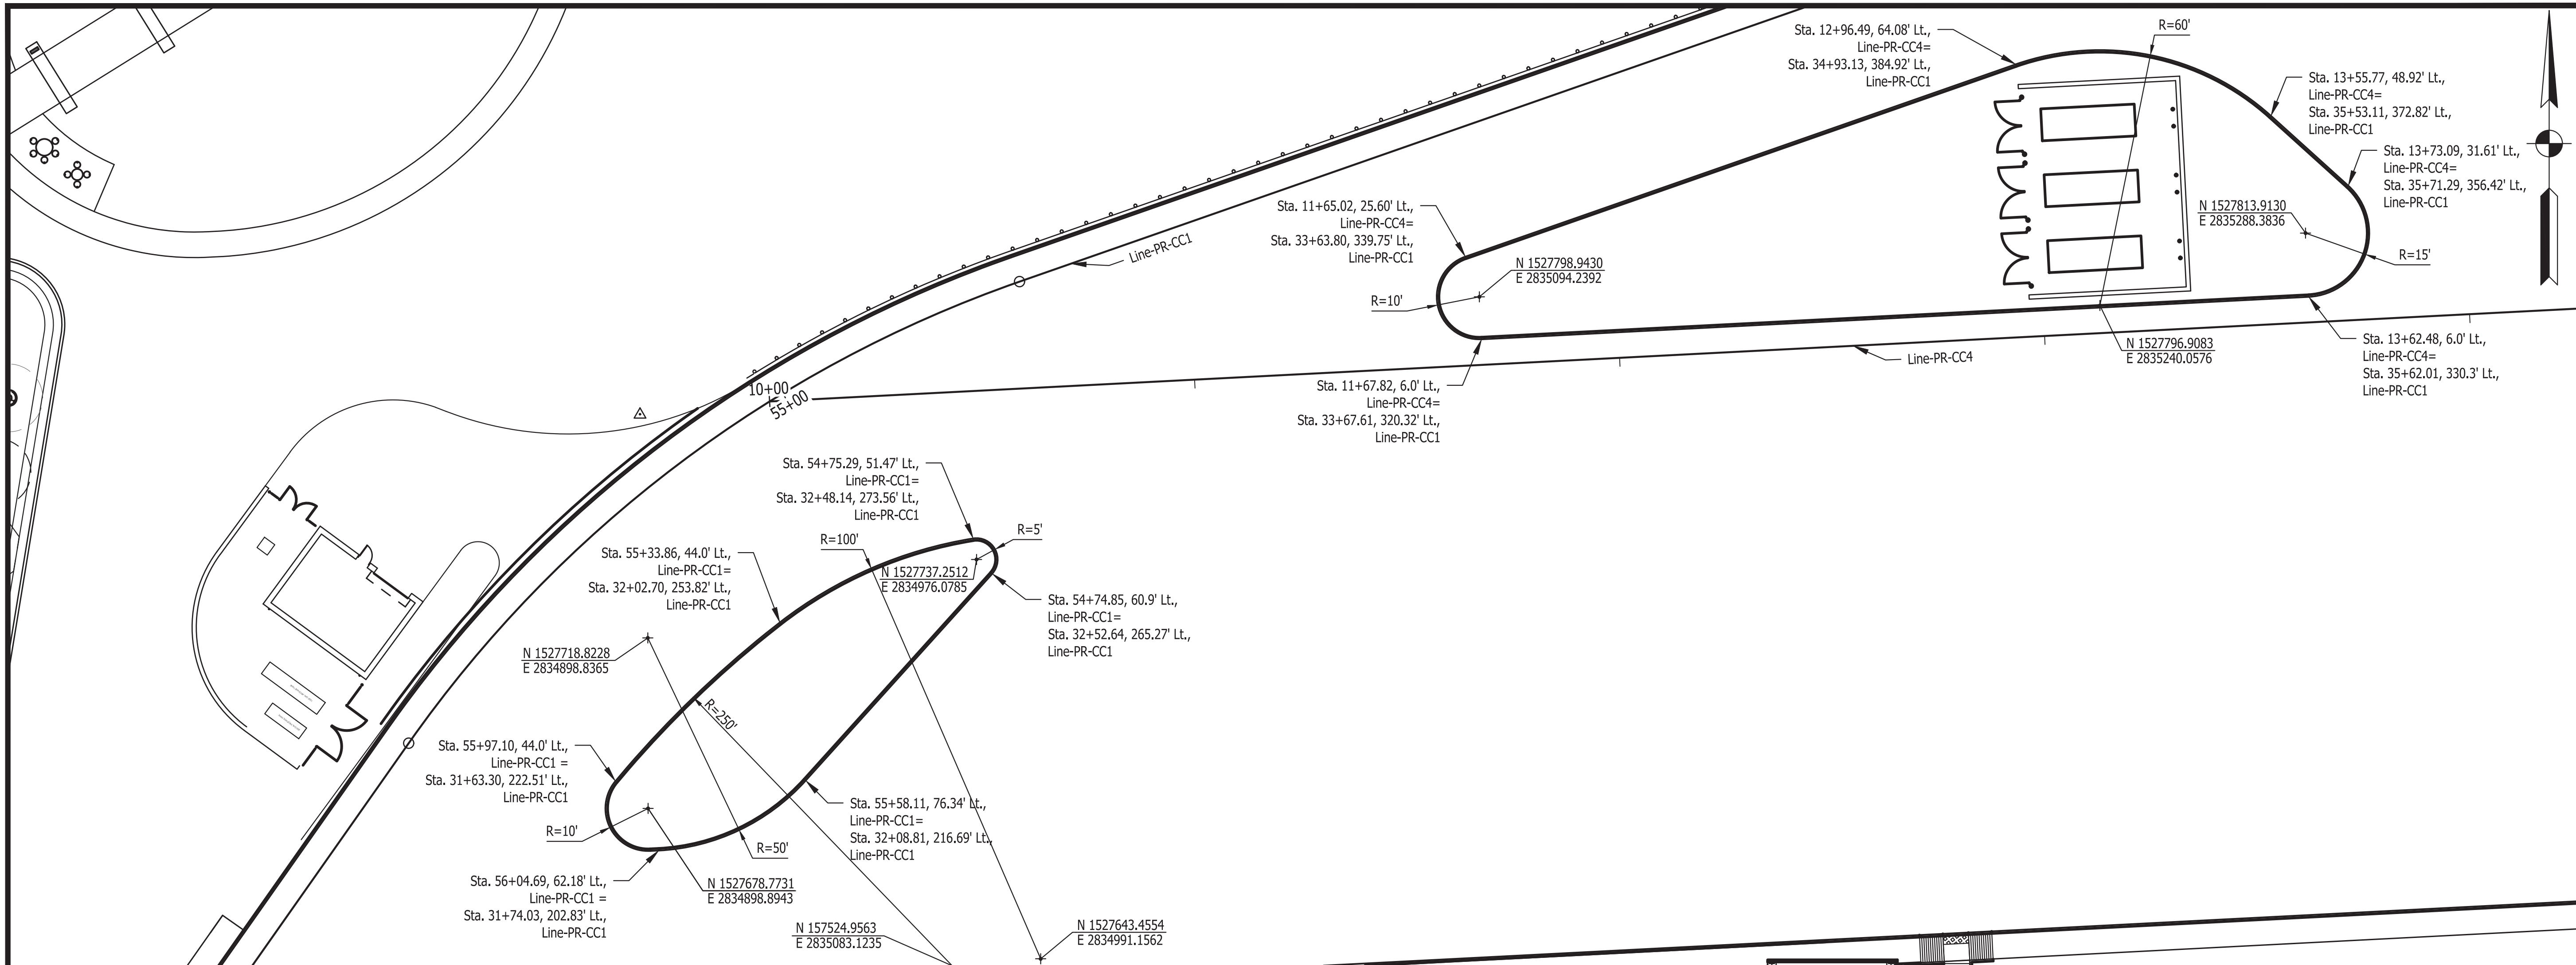 Sta. 12+96.49, 64.08' Lt.,
Line-PR-CC4=
Sta. 34+93.13, 384.92' Lt.,
Line-PR-CC1
R=60'
Sta. 13+55.77, 48.92' Lt.,
Line-PR-CC4=
Sta. 35+53.11, 372.82' Lt.,
Line-PR-CC1
Sta. 13+73.09, 31.61' Lt.,
Line-PR-CC4=
Sta. 35+71.29, 356.42' Lt.,
Line-PR-CC1
Sta. 11+65.02, 25.60' Lt.,
Line-PR-CC4=
Sta. 33+63.80, 339.75' Lt.,
Line-PR-CC1
Line-PR-CC1
N 1527813.9130
E 2835288.3836
R=15'
N 1527798.9430
E 2835094.2392
R=10'
Sta. 13+62.48, 6.0' Lt.,
Line-PR-CC4=
Sta. 35+62.01, 330.3' Lt.,
Line-PR-CC1
N 1527796.9083
E 2835240.0576
Line-PR-CC4
Sta. 11+67.82, 6.0' Lt.,
Line-PR-CC4=
Sta. 33+67.61, 320.32' Lt.,
Line-PR-CC1
10+00
55+00
Sta. 54+75.29, 51.47' Lt.,
Line-PR-CC1=
Sta. 32+48.14, 273.56' Lt.,
Line-PR-CC1
R=5'
R=100'
Sta. 55+33.86, 44.0' Lt.,
Line-PR-CC1=
Sta. 32+02.70, 253.82' Lt.,
Line-PR-CC1
N 1527737.2512
E 2834976.0785
Sta. 54+74.85, 60.9' Lt.,
Line-PR-CC1=
Sta. 32+52.64, 265.27' Lt.,
Line-PR-CC1
N 1527718.8228
E 2834898.8365
R=250'
Sta. 55+97.10, 44.0' Lt.,
Line-PR-CC1 =
Sta. 31+63.30, 222.51' Lt.,
Line-PR-CC1
Sta. 55+58.11, 76.34' Lt.,
Line-PR-CC1=
Sta. 32+08.81, 216.69' Lt.,
Line-PR-CC1
R=10'
R=50'
Sta. 56+04.69, 62.18' Lt.,
Line-PR-CC1 =
Sta. 31+74.03, 202.83' Lt.,
Line-PR-CC1
N 1527678.7731
E 2834898.8943
N 157524.9563
E 2835083.1235
N 1527643.4554
E 2834991.1562